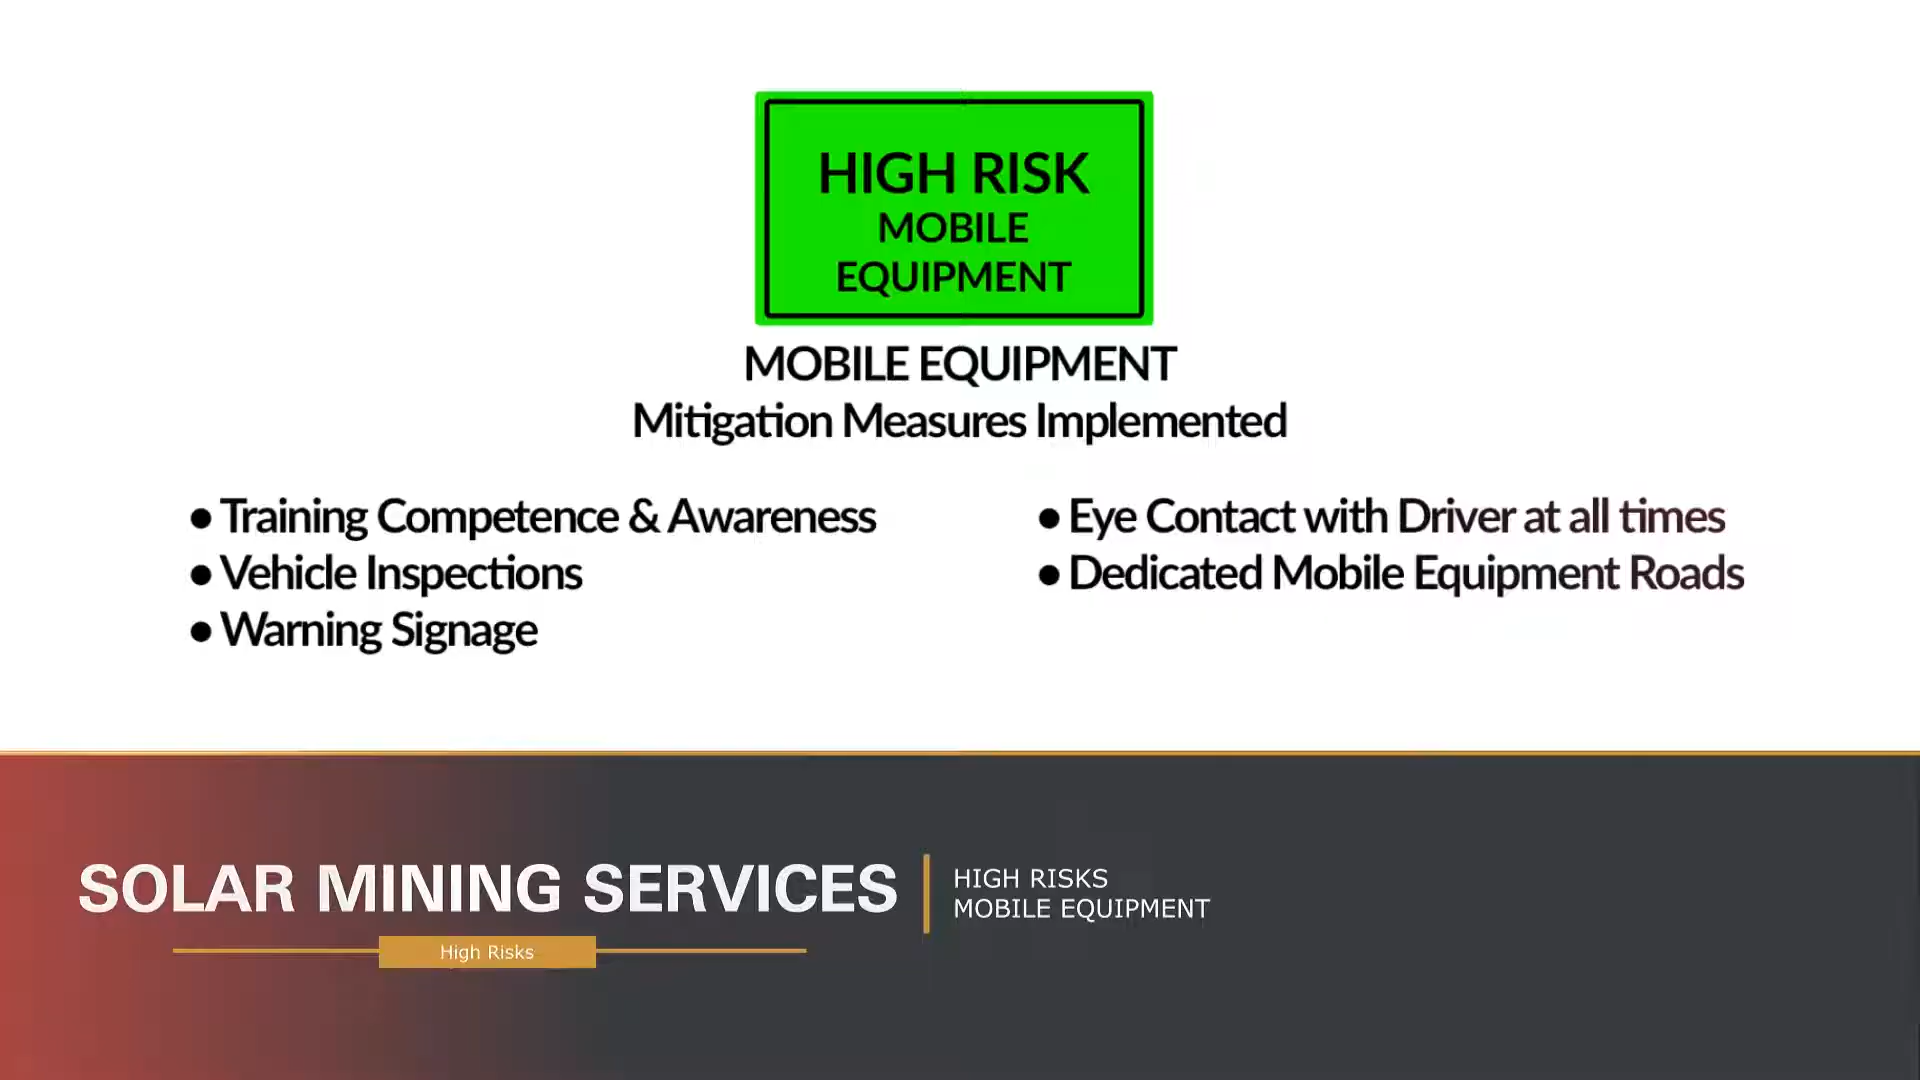 HIGH RISK
MOBILE
EQUIPMENT
MOBILE EQUIPMENT
Mitigation Measures Implemented
● Training Competence & Awareness
● Vehicle Inspections
● Warning Signage
● Eye Contact with Driver at all times
● Dedicated Mobile Equipment Roads
SOLAR MINING SERVICES
High Risks
HIGH RISKS
MOBILE EQUIPMENT